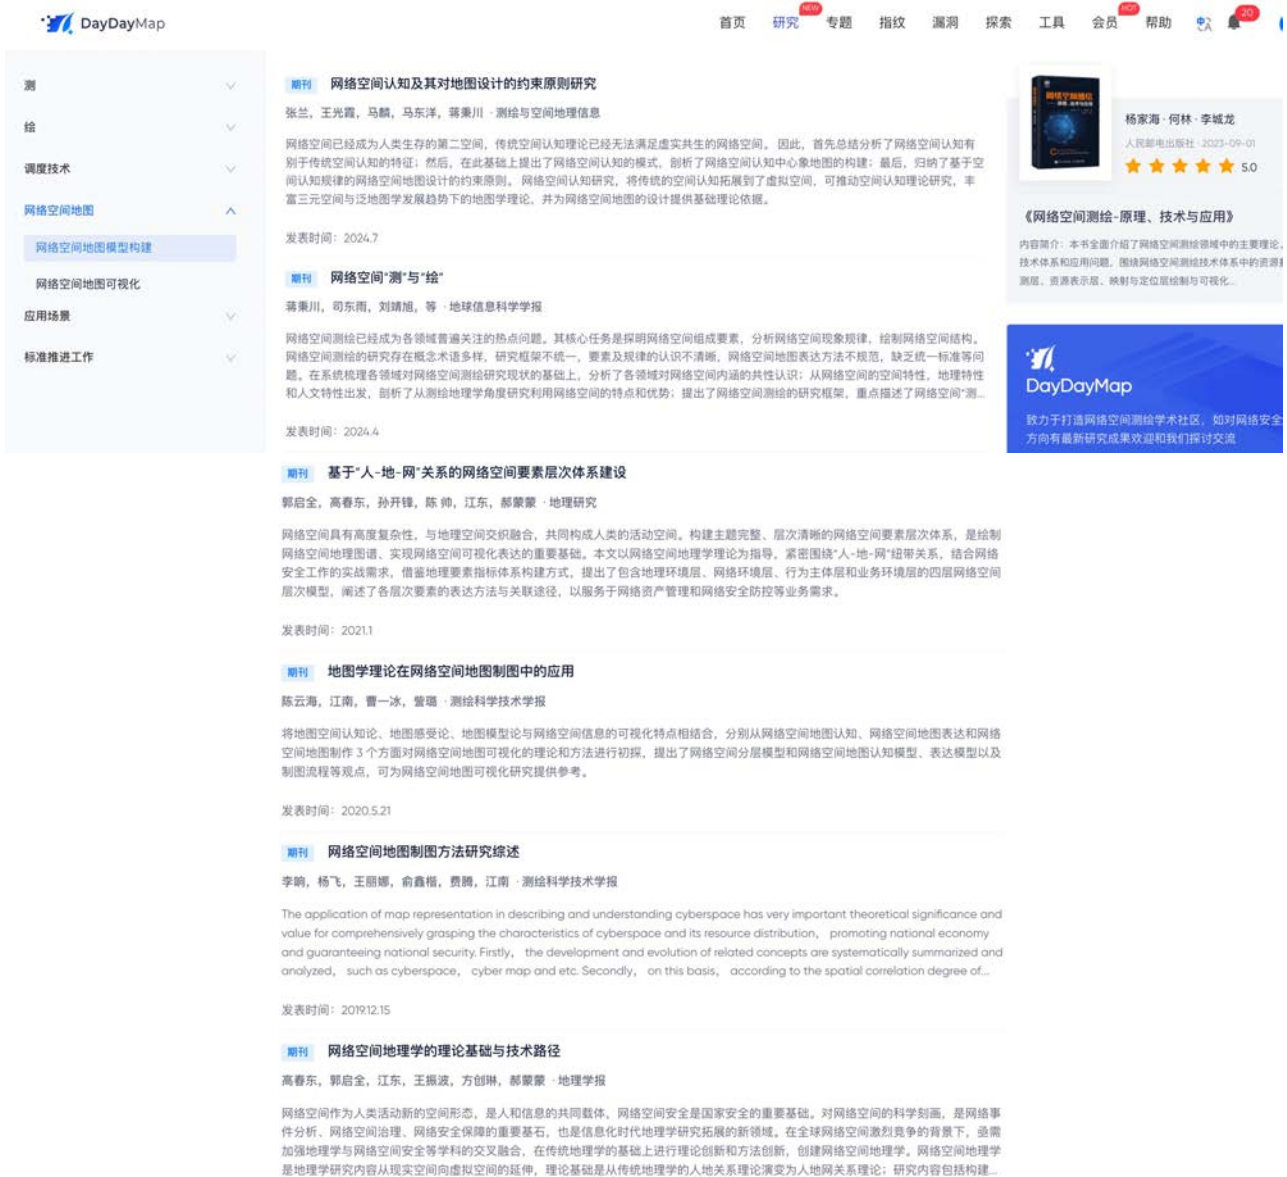 DayDayMap
首页 研究 NEW 专题 指纹 漏洞 探索 工具 会员 HOT 帮助 20
测
绘
调度技术
网络空间地图
网络空间地图模型构建
网络空间地图可视化
应用场景
标准推进工作
期刊 网络空间认知及其对地图设计的约束原则研究
张兰，王光霞，马麟，马东洋，蒋秉川 · 测绘与空间地理信息
网络空间已经成为人类生存的第二空间，传统空间认知理论已经无法满足虚实共生的网络空间。 因此，首先总结分析了网络空间认知有
别于传统空间认知的特征；然后，在此基础上提出了网络空间认知的模式，剖析了网络空间认知中心象地图的构建；最后，归纳了基于空
间认知规律的网络空间地图设计的约束原则。 网络空间认知研究，将传统的空间认知拓展到了虚拟空间，可推动空间认知理论研究，丰
富三元空间与泛地图学发展趋势下的地图学理论，并为网络空间地图的设计提供基础理论依据。
发表时间：2024.7
期刊 网络空间“测”与“绘”
蒋秉川，司东雨，刘靖旭，等 · 地球信息科学学报
网络空间测绘已经成为各领域普遍关注的热点问题。其核心任务是探明网络空间组成要素，分析网络空间现象规律，绘制网络空间结构。
网络空间测绘的研究存在概念术语多样，研究框架不统一，要素及规律的认识不清晰，网络空间地图表达方法不规范，缺乏统一标准等问
题。在系统梳理各领域对网络空间测绘研究现状的基础上，分析了各领域对网络空间内涵的共性认识；从网络空间的空间特性，地理特性
和人文特性出发，剖析了从测绘地理学角度研究利用网络空间的特点和优势；提出了网络空间测绘的研究框架，重点描述了网络空间“测...
发表时间：2024.4
期刊 基于“人-地-网”关系的网络空间要素层次体系建设
郭启全，高春东，孙开锋，陈 帅，江东，郝蒙蒙 · 地理研究
网络空间具有高度复杂性，与地理空间交织融合，共同构成人类的活动空间。构建主题完整、层次清晰的网络空间要素层次体系，是绘制
网络空间地理图谱、实现网络空间可视化表达的重要基础。本文以网络空间地理学理论为指导，紧密围绕“人-地-网”纽带关系，结合网络
安全工作的实战需求，借鉴地理要素指标体系构建方式，提出了包含地理环境层、网络环境层、行为主体层和业务环境层的四层网络空间
层次模型，阐述了各层次要素的表达方法与关联途径，以服务于网络资产管理和网络安全防控等业务需求。
发表时间：2021.1
期刊 地图学理论在网络空间地图制图中的应用
陈云海，江南，曹一冰，訾璐 · 测绘科学技术学报
将地图空间认知论、地图感受论、地图模型论与网络空间信息的可视化特点相结合，分别从网络空间地图认知、网络空间地图表达和网络
空间地图制作 3 个方面对网络空间地图可视化的理论和方法进行初探，提出了网络空间分层模型和网络空间地图认知模型、表达模型以及
制图流程等观点，可为网络空间地图可视化研究提供参考。
发表时间：2020.5.21
期刊 网络空间地图制图方法研究综述
李响，杨飞，王丽娜，俞鑫楷，费腾，江南 · 测绘科学技术学报
The application of map representation in describing and understanding cyberspace has very important theoretical significance and
value for comprehensively grasping the characteristics of cyberspace and its resource distribution， promoting national economy
and guaranteeing national security. Firstly， the development and evolution of related concepts are systematically summarized and
analyzed， such as cyberspace， cyber map and etc. Secondly， on this basis， according to the spatial correlation degree of...
发表时间：2019.12.15
期刊 网络空间地理学的理论基础与技术路径
高春东，郭启全，江东，王振波，方创琳，郝蒙蒙 · 地理学报
网络空间作为人类活动新的空间形态，是人和信息的共同载体，网络空间安全是国家安全的重要基础。对网络空间的科学刻画，是网络事
件分析、网络空间治理、网络安全保障的重要基石，也是信息化时代地理学研究拓展的新领域。在全球网络空间激烈竞争的背景下，亟需
加强地理学与网络空间安全等学科的交叉融合，在传统地理学的基础上进行理论创新和方法创新，创建网络空间地理学。网络空间地理学
是地理学研究内容从现实空间向虚拟空间的延伸，理论基础是从传统地理学的人地关系理论演变为人地网关系理论；研究内容包括构建...
网络空间测绘
杨家海 · 何林 · 李城龙
人民邮电出版社 · 2023-09-01
5.0
《网络空间测绘-原理、技术与应用》
内容简介：本书全面介绍了网络空间测绘领域中的主要理论、
技术体系和应用问题。围绕网络空间测绘技术体系中的资源
测层、资源表示层、映射与定位层绘制与可视化...
DayDayMap
致力于打造网络空间测绘学术社区，如对网络安全
方向有最新研究成果欢迎和我们探讨交流